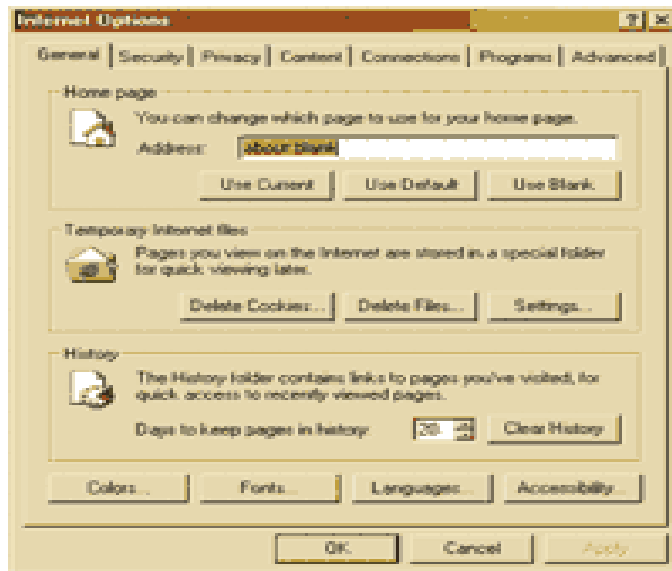 Internet Options
General Security Privacy Content Connections Programs Advanced
Home page
You can change which page to use for your home page.
Address: about:blank
Use Current Use Default Use Blank
Temporary Internet files
Pages you view on the Internet are stored in a special folder
for quick viewing later.
Delete Cookies... Delete Files... Settings...
History
The History folder contains links to pages you've visited, for
quick access to recently viewed pages.
Days to keep pages in history: 20 Clear History
Colors... Fonts... Languages... Accessibility...
OK Cancel Apply